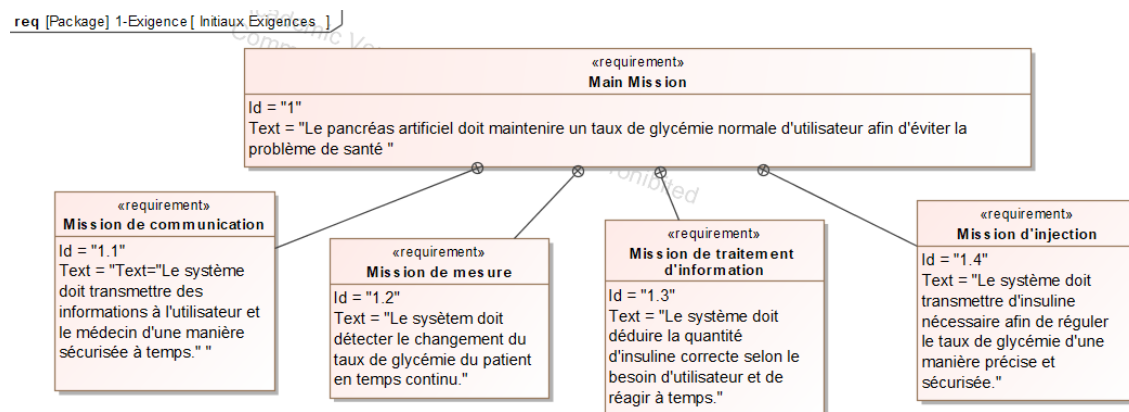 req [Package] 1-Exigence [ Initiaux Exigences ]
«requirement»
Main Mission
Id = "1"
Text = "Le pancréas artificiel doit maintenire un taux de glycémie normale d'utilisateur afin d'éviter la
problème de santé "
«requirement»
Mission de communication
Id = "1.1"
Text = "Text="Le système
doit transmettre des
informations à l'utilisateur et
le médecin d'une manière
sécurisée à temps." "
«requirement»
Mission de mesure
Id = "1.2"
Text = "Le sysètem doit
détecter le changement du
taux de glycémie du patient
en temps continu."
«requirement»
Mission de traitement
d'information
Id = "1.3"
Text = "Le système doit
déduire la quantité
d'insuline correcte selon le
besoin d'utilisateur et de
réagir à temps."
«requirement»
Mission d'injection
Id = "1.4"
Text = "Le système doit
transmettre d'insuline
nécessaire afin de réguler
le taux de glycémie d'une
manière précise et
sécurisée."